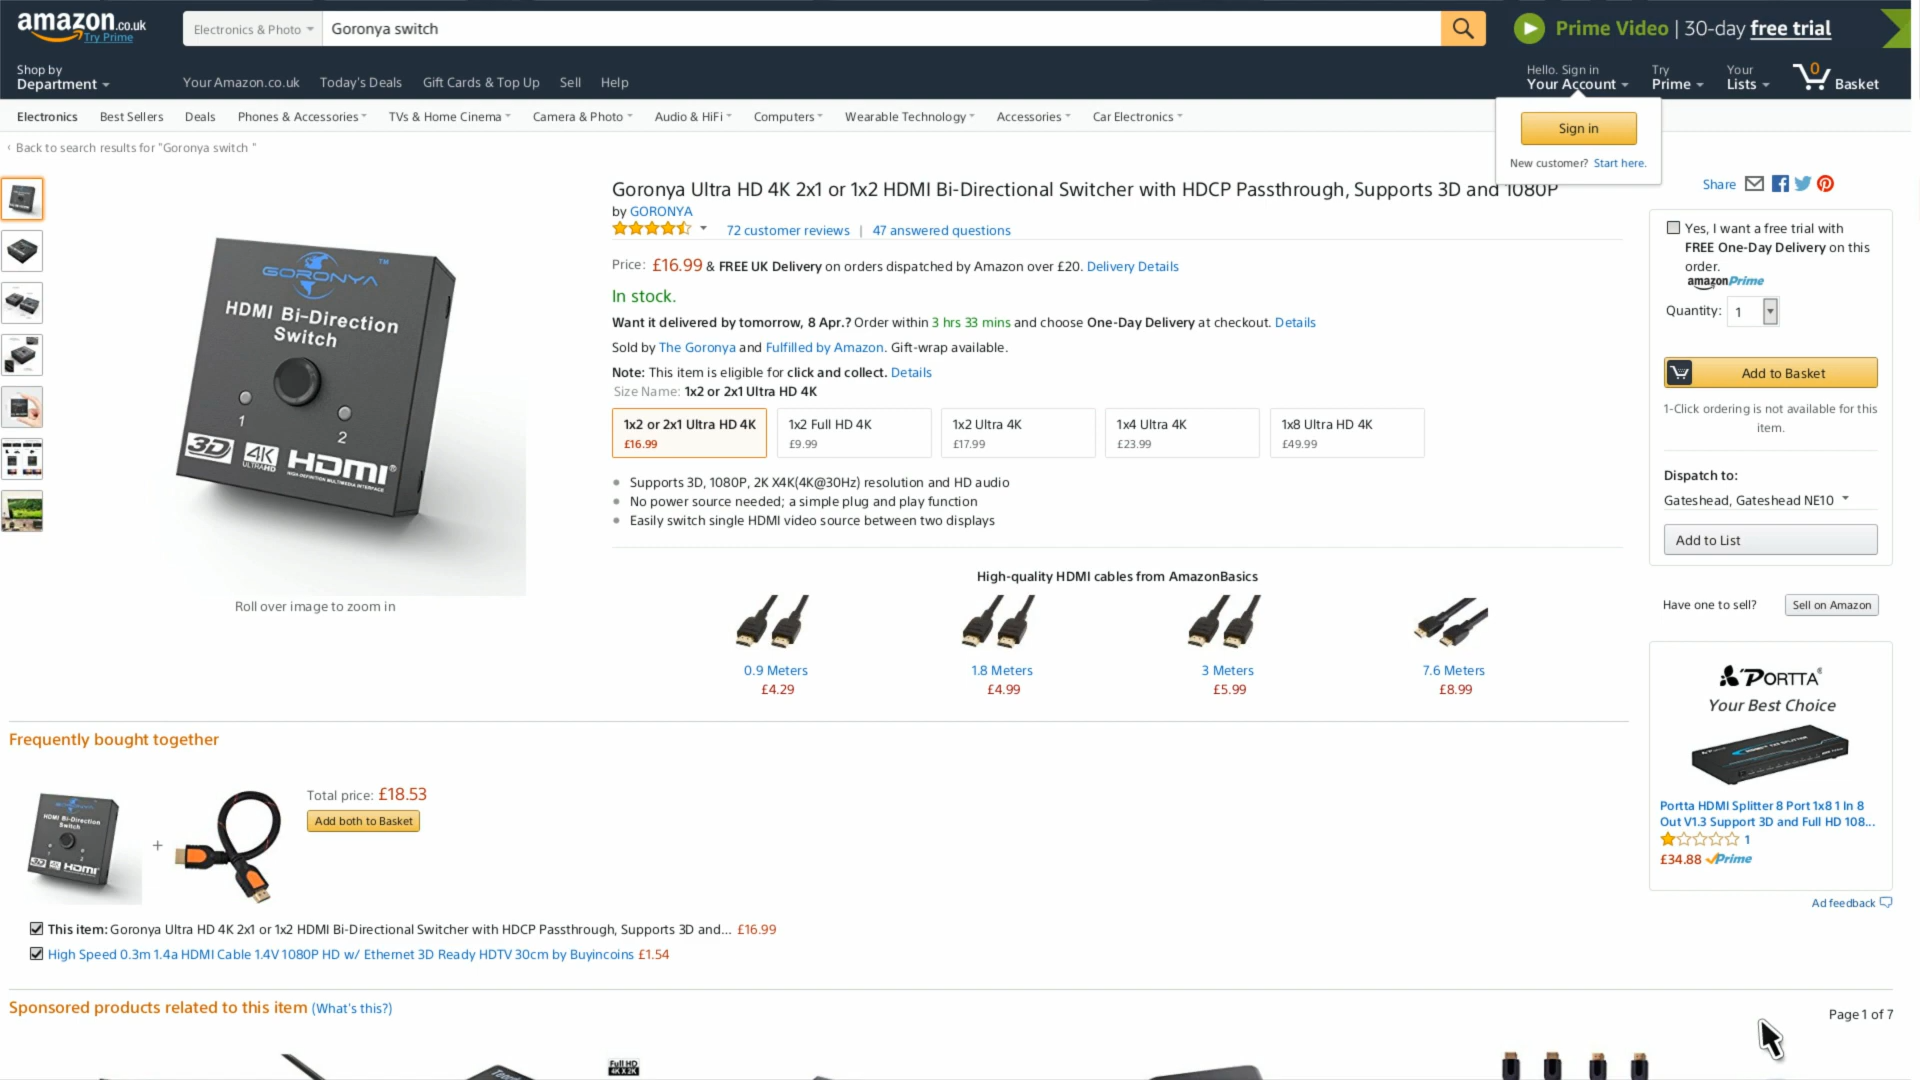 amazon.co.uk
Try Prime
Electronics & Photo
Goronya switch
Prime Video | 30-day free trial
Shop by
Department
Your Amazon.co.uk
Today's Deals
Gift Cards & Top Up
Sell
Help
Hello. Sign in
Your Account
Try
Prime
Your
Lists
0
Basket
Electronics
Best Sellers
Deals
Phones & Accessories
TVs & Home Cinema
Camera & Photo
Audio & HiFi
Computers
Wearable Technology
Accessories
Car Electronics
Sign in
New customer? Start here.
‹ Back to search results for "Goronya switch "
Goronya Ultra HD 4K 2x1 or 1x2 HDMI Bi-Directional Switcher with HDCP Passthrough, Supports 3D and 1080P
by GORONYA
72 customer reviews | 47 answered questions
Price: £16.99 & FREE UK Delivery on orders dispatched by Amazon over £20. Delivery Details
In stock.
Want it delivered by tomorrow, 8 Apr.? Order within 3 hrs 33 mins and choose One-Day Delivery at checkout. Details
Sold by The Goronya and Fulfilled by Amazon. Gift-wrap available.
Note: This item is eligible for click and collect. Details
Size Name: 1x2 or 2x1 Ultra HD 4K
1x2 or 2x1 Ultra HD 4K
£16.99
1x2 Full HD 4K
£9.99
1x2 Ultra 4K
£17.99
1x4 Ultra 4K
£23.99
1x8 Ultra HD 4K
£49.99
Supports 3D, 1080P, 2K X4K(4K@30Hz) resolution and HD audio
No power source needed; a simple plug and play function
Easily switch single HDMI video source between two displays
GORONYA ™
HDMI Bi-Direction
Switch
1
2
3D
4K
ULTRA HD
HDMI®
HIGH-DEFINITION MULTIMEDIA INTERFACE
Roll over image to zoom in
High-quality HDMI cables from AmazonBasics
0.9 Meters
£4.29
1.8 Meters
£4.99
3 Meters
£5.99
7.6 Meters
£8.99
Share
Yes, I want a free trial with
FREE One-Day Delivery on this
order.
amazonPrime
Quantity: 1
Add to Basket
1-Click ordering is not available for this
item.
Dispatch to:
Gateshead, Gateshead NE10
Add to List
Have one to sell?
Sell on Amazon
PORTTA
Your Best Choice
Portta HDMI Splitter 8 Port 1x8 1 In 8
Out V1.3 Support 3D and Full HD 108...
1
£34.88 Prime
Ad feedback
Frequently bought together
GORONYA
HDMI Bi-Direction
Switch
3D 4K HDMI
+
Total price: £18.53
Add both to Basket
This item: Goronya Ultra HD 4K 2x1 or 1x2 HDMI Bi-Directional Switcher with HDCP Passthrough, Supports 3D and... £16.99
High Speed 0.3m 1.4a HDMI Cable 1.4V 1080P HD w/ Ethernet 3D Ready HDTV 30cm by Buyincoins £1.54
Sponsored products related to this item (What's this?)
Page 1 of 7
Full HD
4K X 2K